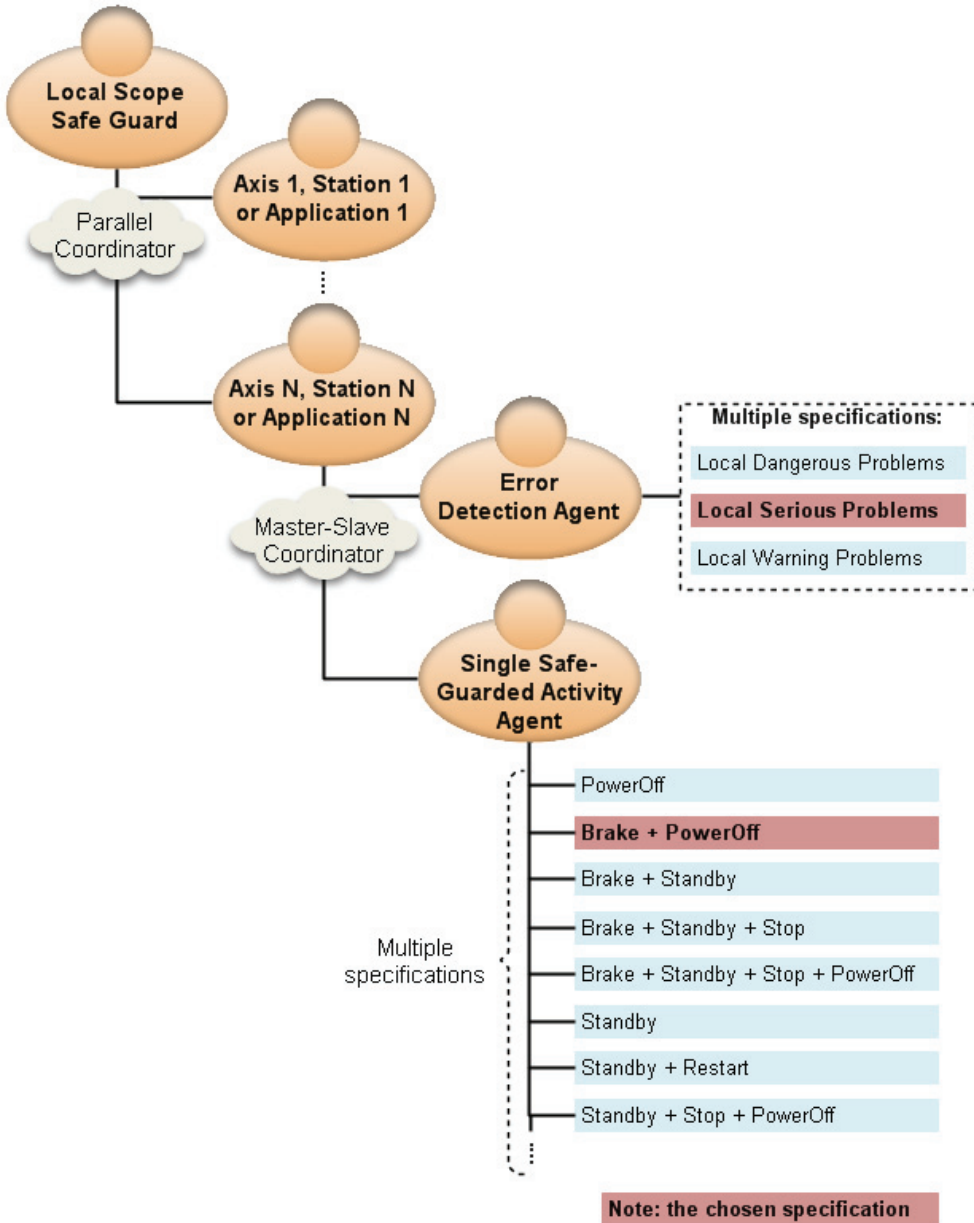 Local Scope
Safe Guard
Axis 1, Station 1
or Application 1
Parallel
Coordinator
Axis N, Station N
or Application N
Multiple specifications:
Local Dangerous Problems
Local Serious Problems
Local Warning Problems
Error
Detection Agent
Master-Slave
Coordinator
Single Safe-
Guarded Activity
Agent
PowerOff
Brake + PowerOff
Brake + Standby
Brake + Standby + Stop
Brake + Standby + Stop + PowerOff
Standby
Standby + Restart
Standby + Stop + PowerOff
Multiple
specifications
Note: the chosen specification